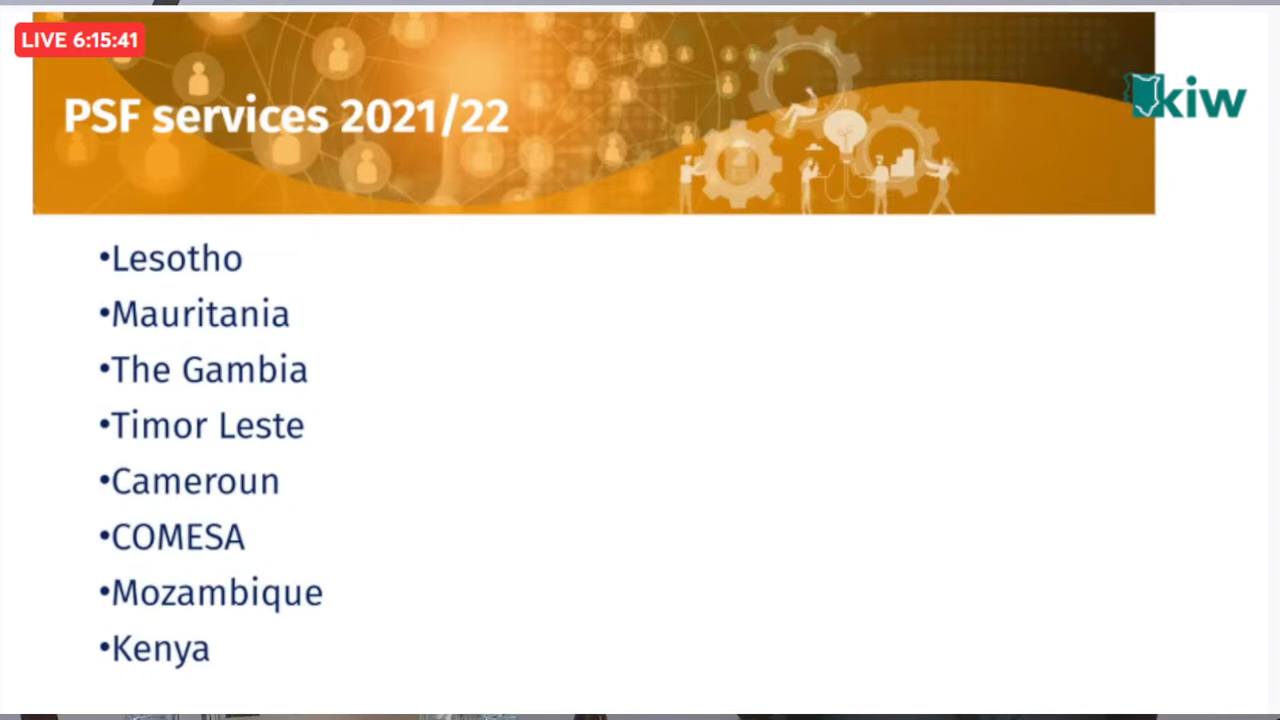 LIVE 6:15:41
PSF services 2021/22
kiw
•Lesotho
•Mauritania
•The Gambia
•Timor Leste
•Cameroun
•COMESA
•Mozambique
•Kenya